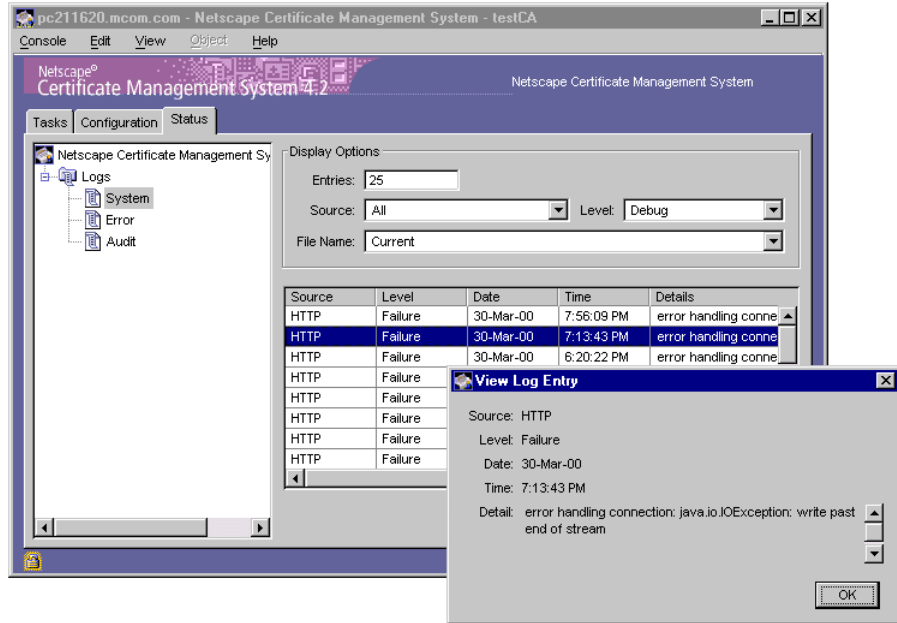 pc211620.mcom.com - Netscape Certificate Management System - testCA
Console Edit View Object Help
Netscape®
Certificate Management System 4.2
Netscape Certificate Management System
Tasks Configuration Status
Netscape Certificate Management Sy
Logs
System
Error
Audit
Display Options
Entries: 25
Source: All Level: Debug
File Name: Current
Source Level Date Time Details
HTTP Failure 30-Mar-00 7:56:09 PM error handling conne
HTTP Failure 30-Mar-00 7:13:43 PM error handling conne
HTTP Failure 30-Mar-00 6:20:22 PM error handling conne
HTTP Failure
HTTP Failure
HTTP Failure
HTTP Failure
HTTP Failure
View Log Entry
Source: HTTP
Level: Failure
Date: 30-Mar-00
Time: 7:13:43 PM
Detail: error handling connection: java.io.IOException: write past
end of stream
OK